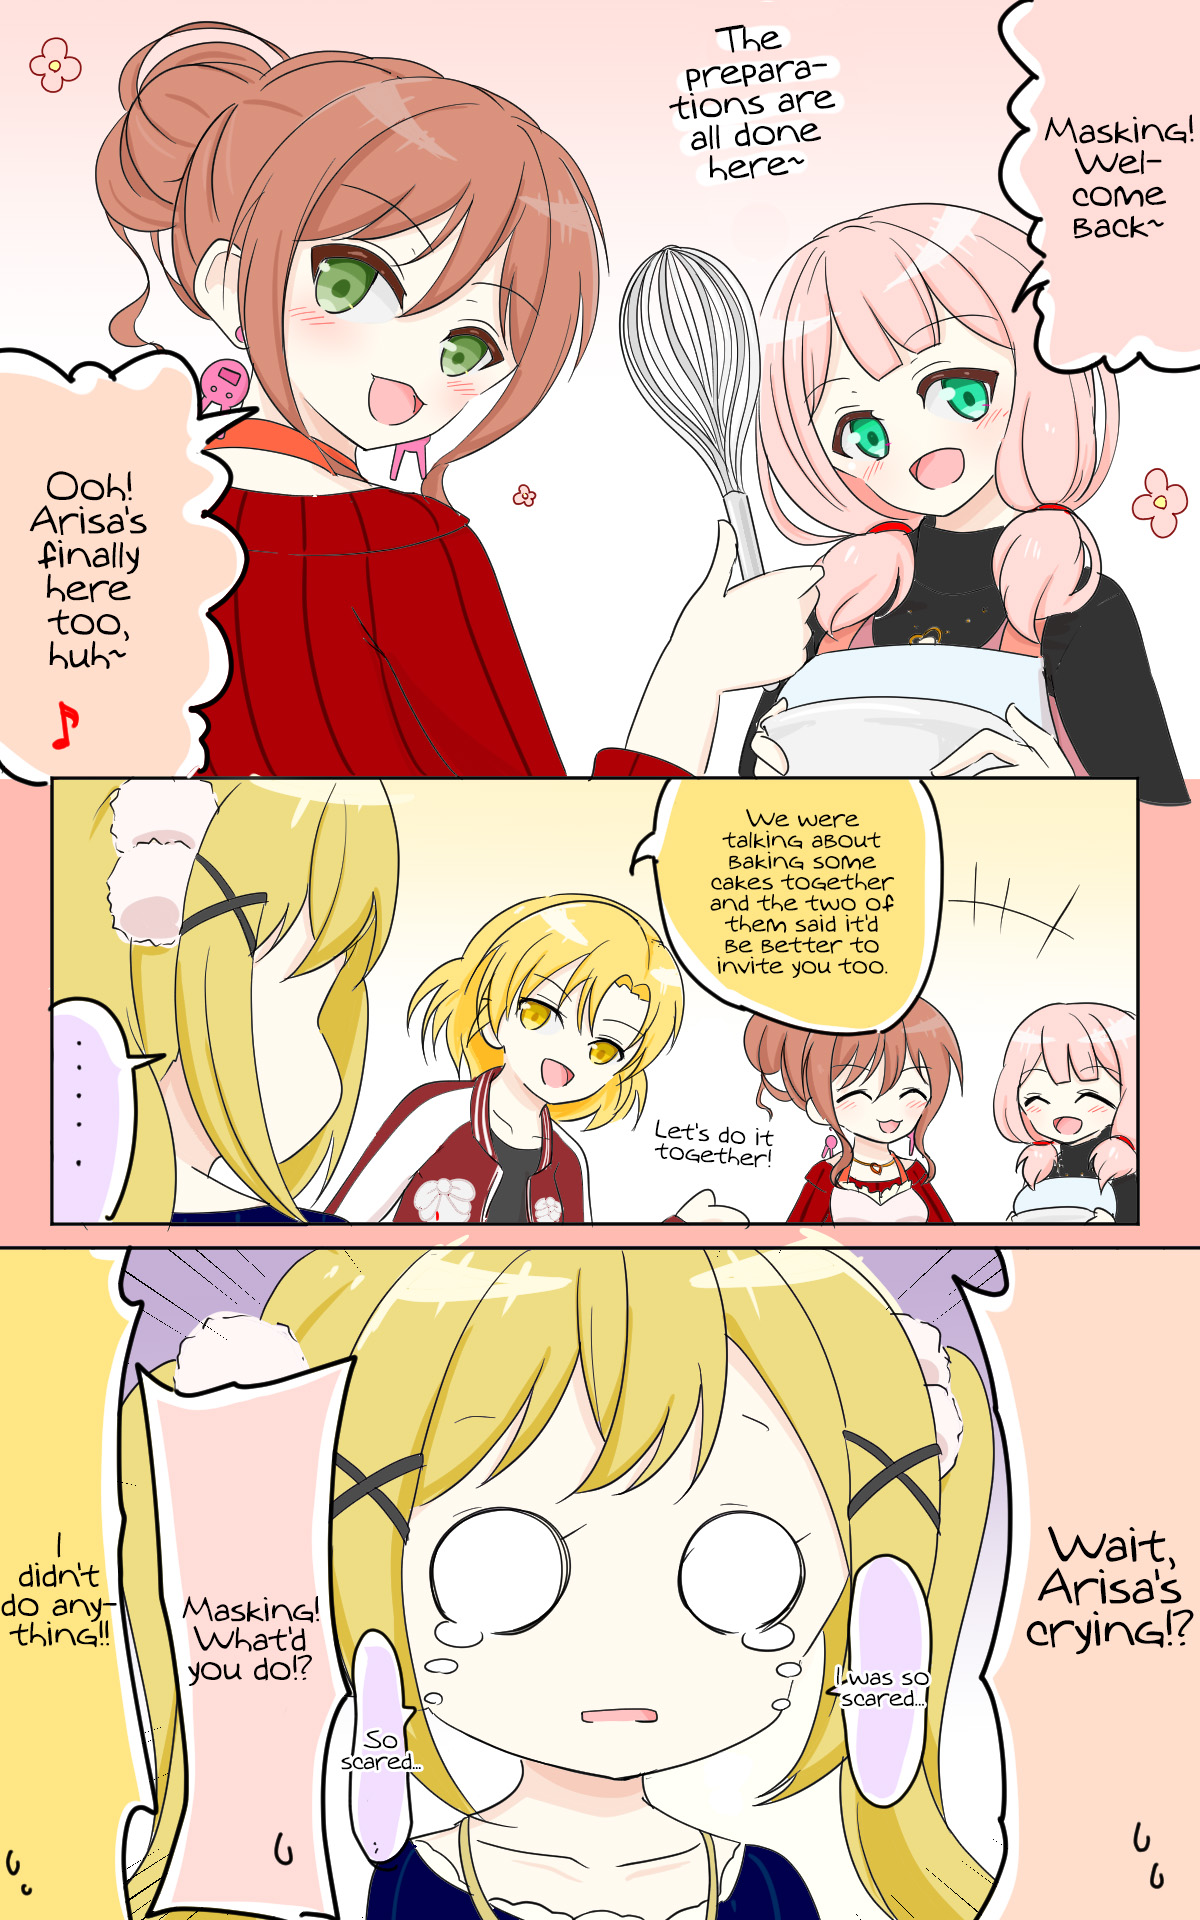 Masking!
Wel-
come
back~
The
prepara-
tions are
all done
here~
Ooh!
Arisa's
finally
here
too,
huh~
♪
We were
talking about
baking some
cakes together
and the two of
them said it'd
be better to
invite you too.
Let's do it
together!
.....
Wait,
Arisa's
crying!?
I was so
scared...
So
scared...
Masking!
What'd
you do!?
I
didn't
do any-
thing!!